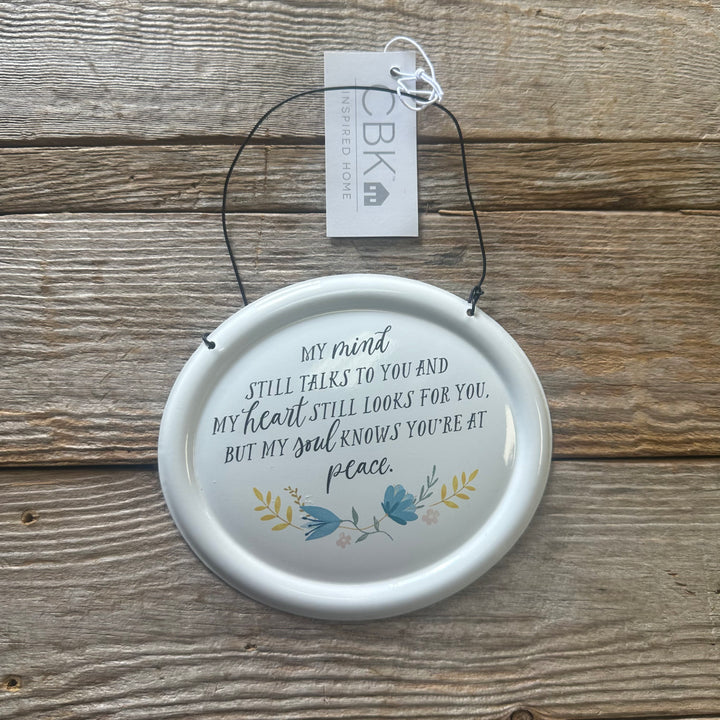 CBK™
INSPIRED HOME
MY mind
STILL TALKS TO YOU AND
MY heart STILL LOOKS FOR YOU,
BUT MY soul KNOWS YOU'RE AT
peace.